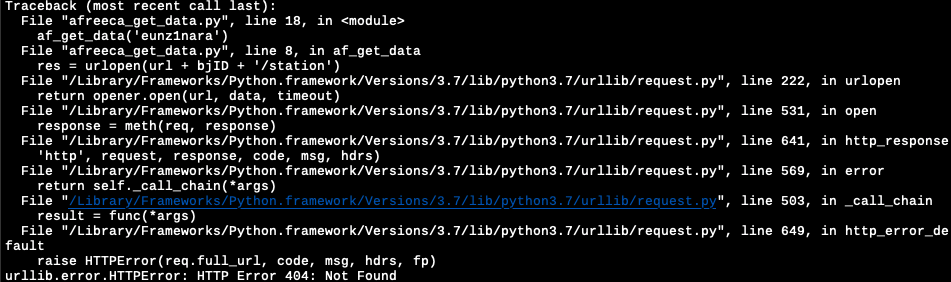 Traceback (most recent call last):
  File "afreeca_get_data.py", line 18, in <module>
    af_get_data('eunz1nara')
  File "afreeca_get_data.py", line 8, in af_get_data
    res = urlopen(url + bjID + '/station')
  File "/Library/Frameworks/Python.framework/Versions/3.7/lib/python3.7/urllib/request.py", line 222, in urlopen
    return opener.open(url, data, timeout)
  File "/Library/Frameworks/Python.framework/Versions/3.7/lib/python3.7/urllib/request.py", line 531, in open
    response = meth(req, response)
  File "/Library/Frameworks/Python.framework/Versions/3.7/lib/python3.7/urllib/request.py", line 641, in http_response
    'http', request, response, code, msg, hdrs)
  File "/Library/Frameworks/Python.framework/Versions/3.7/lib/python3.7/urllib/request.py", line 569, in error
    return self._call_chain(*args)
  File "/Library/Frameworks/Python.framework/Versions/3.7/lib/python3.7/urllib/request.py", line 503, in _call_chain
    result = func(*args)
  File "/Library/Frameworks/Python.framework/Versions/3.7/lib/python3.7/urllib/request.py", line 649, in http_error_de
fault
    raise HTTPError(req.full_url, code, msg, hdrs, fp)
urllib.error.HTTPError: HTTP Error 404: Not Found